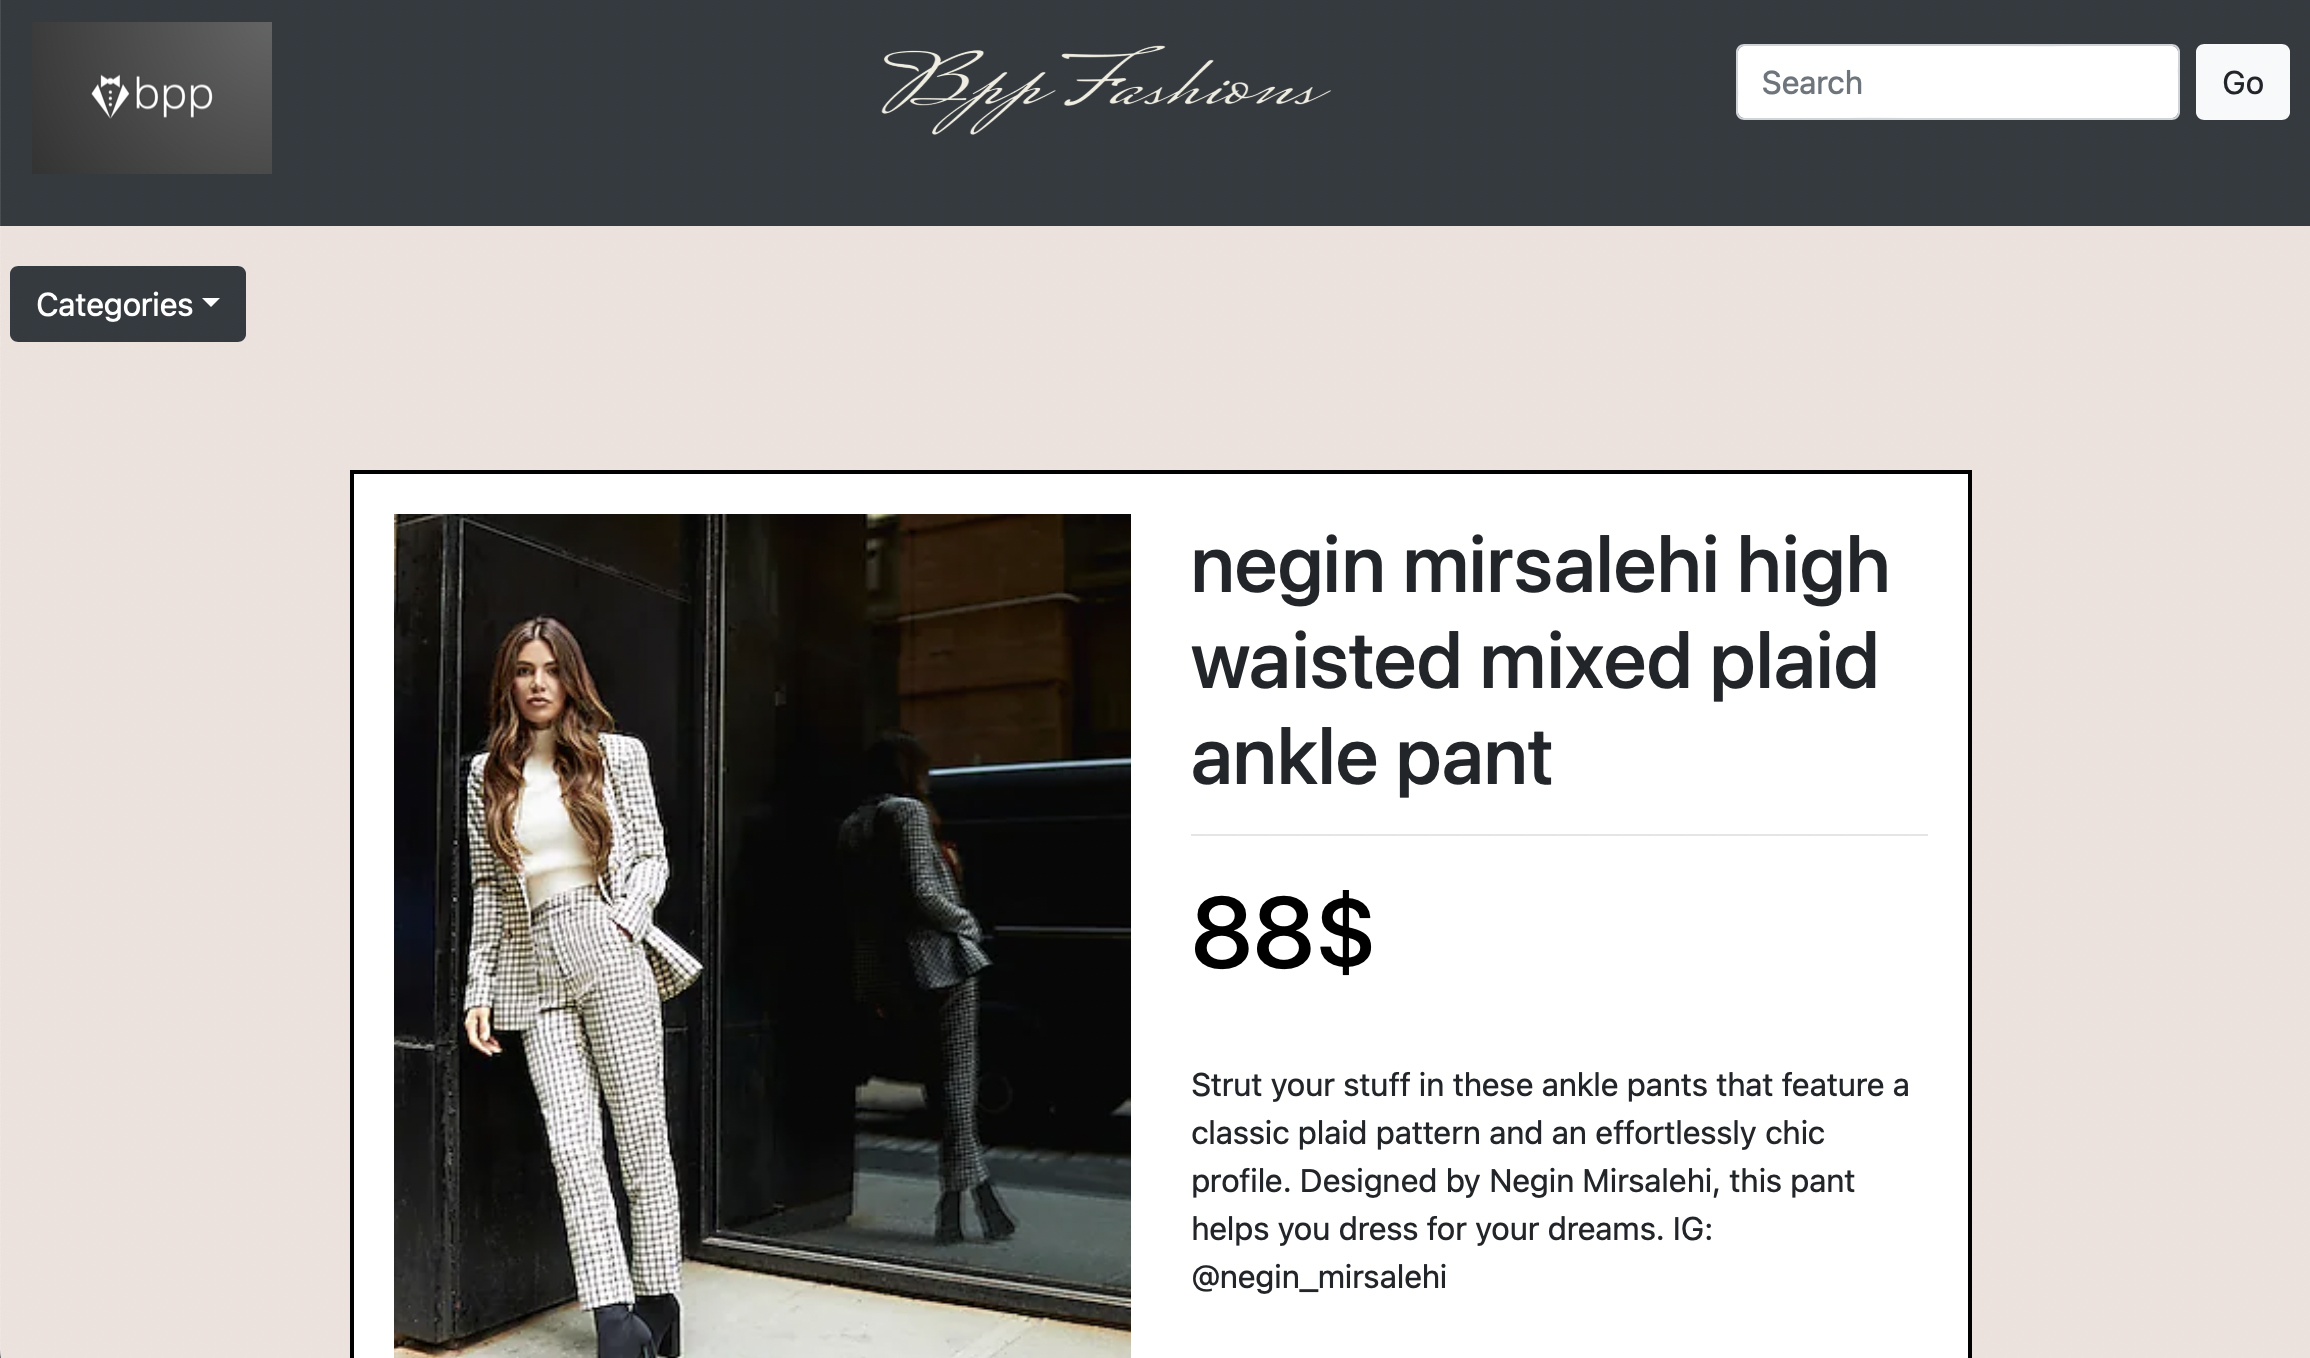 bpp
Bpp Fashions
Search
Go
Categories
negin mirsalehi high
waisted mixed plaid
ankle pant
88$
Strut your stuff in these ankle pants that feature a
classic plaid pattern and an effortlessly chic
profile. Designed by Negin Mirsalehi, this pant
helps you dress for your dreams. IG:
@negin_mirsalehi